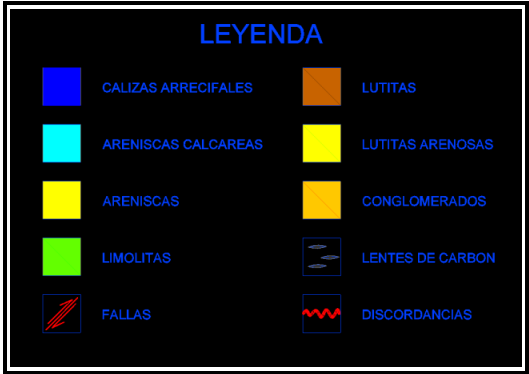 LEYENDA
CALIZAS ARRECIFALES
LUTITAS
ARENISCAS CALCAREAS
LUTITAS ARENOSAS
ARENISCAS
CONGLOMERADOS
LIMOLITAS
LENTES DE CARBON
FALLAS
DISCORDANCIAS